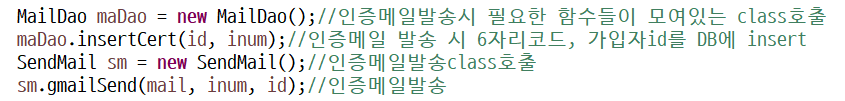 MailDao maDao = new MailDao();//인증메일발송시 필요한 함수들이 모여있는 class호출
maDao.insertCert(id, inum);//인증메일 발송 시 6자리코드, 가입자id를 DB에 insert
SendMail sm = new SendMail();//인증메일발송class호출
sm.gmailSend(mail, inum, id);//인증메일발송